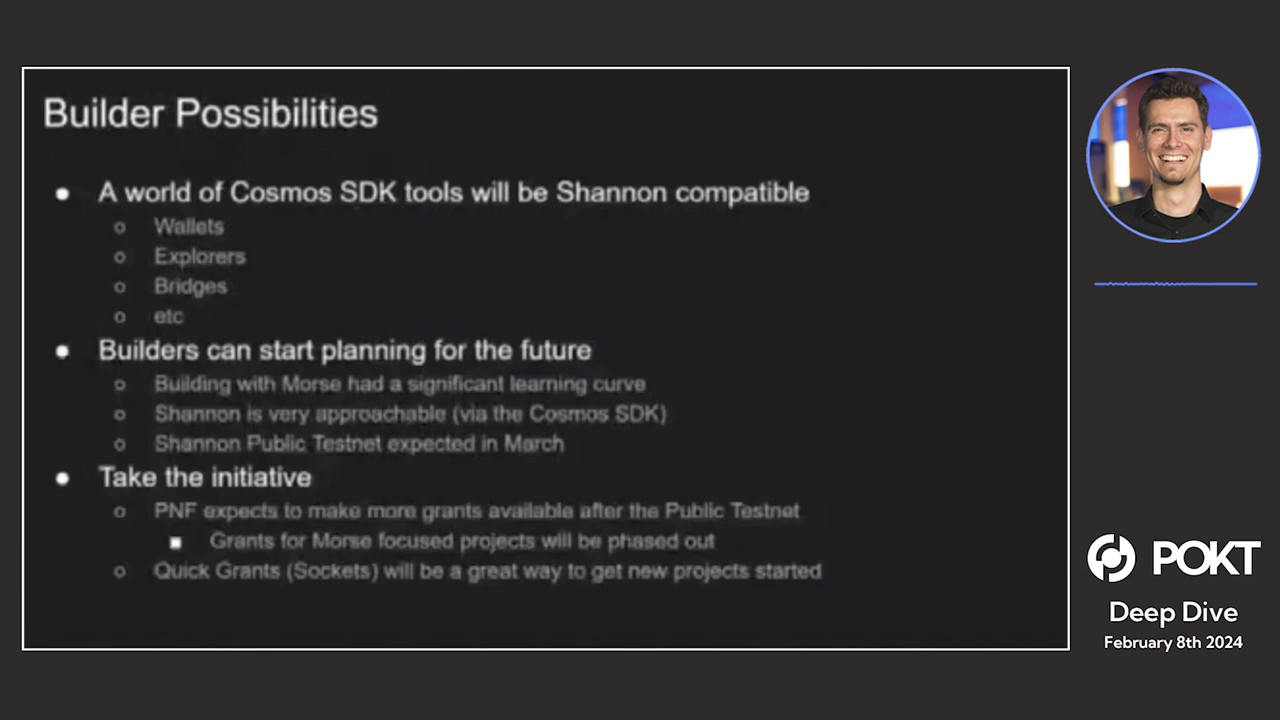 Builder Possibilities
● A world of Cosmos SDK tools will be Shannon compatible
○ Wallets
○ Explorers
○ Bridges
○ etc
● Builders can start planning for the future
○ Building with Morse had a significant learning curve
○ Shannon is very approachable (via the Cosmos SDK)
○ Shannon Public Testnet expected in March
● Take the initiative
○ PNF expects to make more grants available after the Public Testnet
■ Grants for Morse focused projects will be phased out
○ Quick Grants (Sockets) will be a great way to get new projects started
POKT
Deep Dive
February 8th 2024